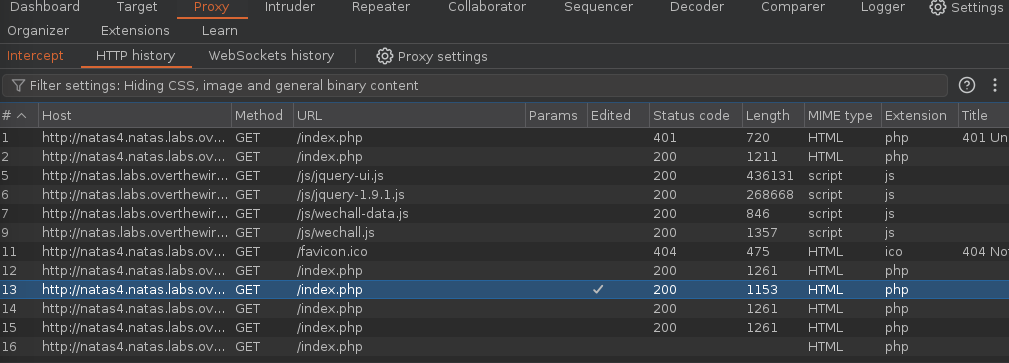 Dashboard Target Proxy Intruder Repeater Collaborator Sequencer Decoder Comparer Logger Settings
Organizer Extensions Learn
Intercept HTTP history WebSockets history Proxy settings
Filter settings: Hiding CSS, image and general binary content
# Host Method URL Params Edited Status code Length MIME type Extension Title
1 http://natas4.natas.labs.ov... GET /index.php 401 720 HTML php 401 Un
2 http://natas4.natas.labs.ov... GET /index.php 200 1211 HTML php
5 http://natas.labs.overthewir... GET /js/jquery-ui.js 200 436131 script js
6 http://natas.labs.overthewir... GET /js/jquery-1.9.1.js 200 268668 script js
7 http://natas.labs.overthewir... GET /js/wechall-data.js 200 846 script js
9 http://natas.labs.overthewir... GET /js/wechall.js 200 1357 script js
11 http://natas4.natas.labs.ov... GET /favicon.ico 404 475 HTML ico 404 No
12 http://natas4.natas.labs.ov... GET /index.php 200 1261 HTML php
13 http://natas4.natas.labs.ov... GET /index.php ✓ 200 1153 HTML php
14 http://natas4.natas.labs.ov... GET /index.php 200 1261 HTML php
15 http://natas4.natas.labs.ov... GET /index.php 200 1261 HTML php
16 http://natas4.natas.labs.ov... GET /index.php HTML php